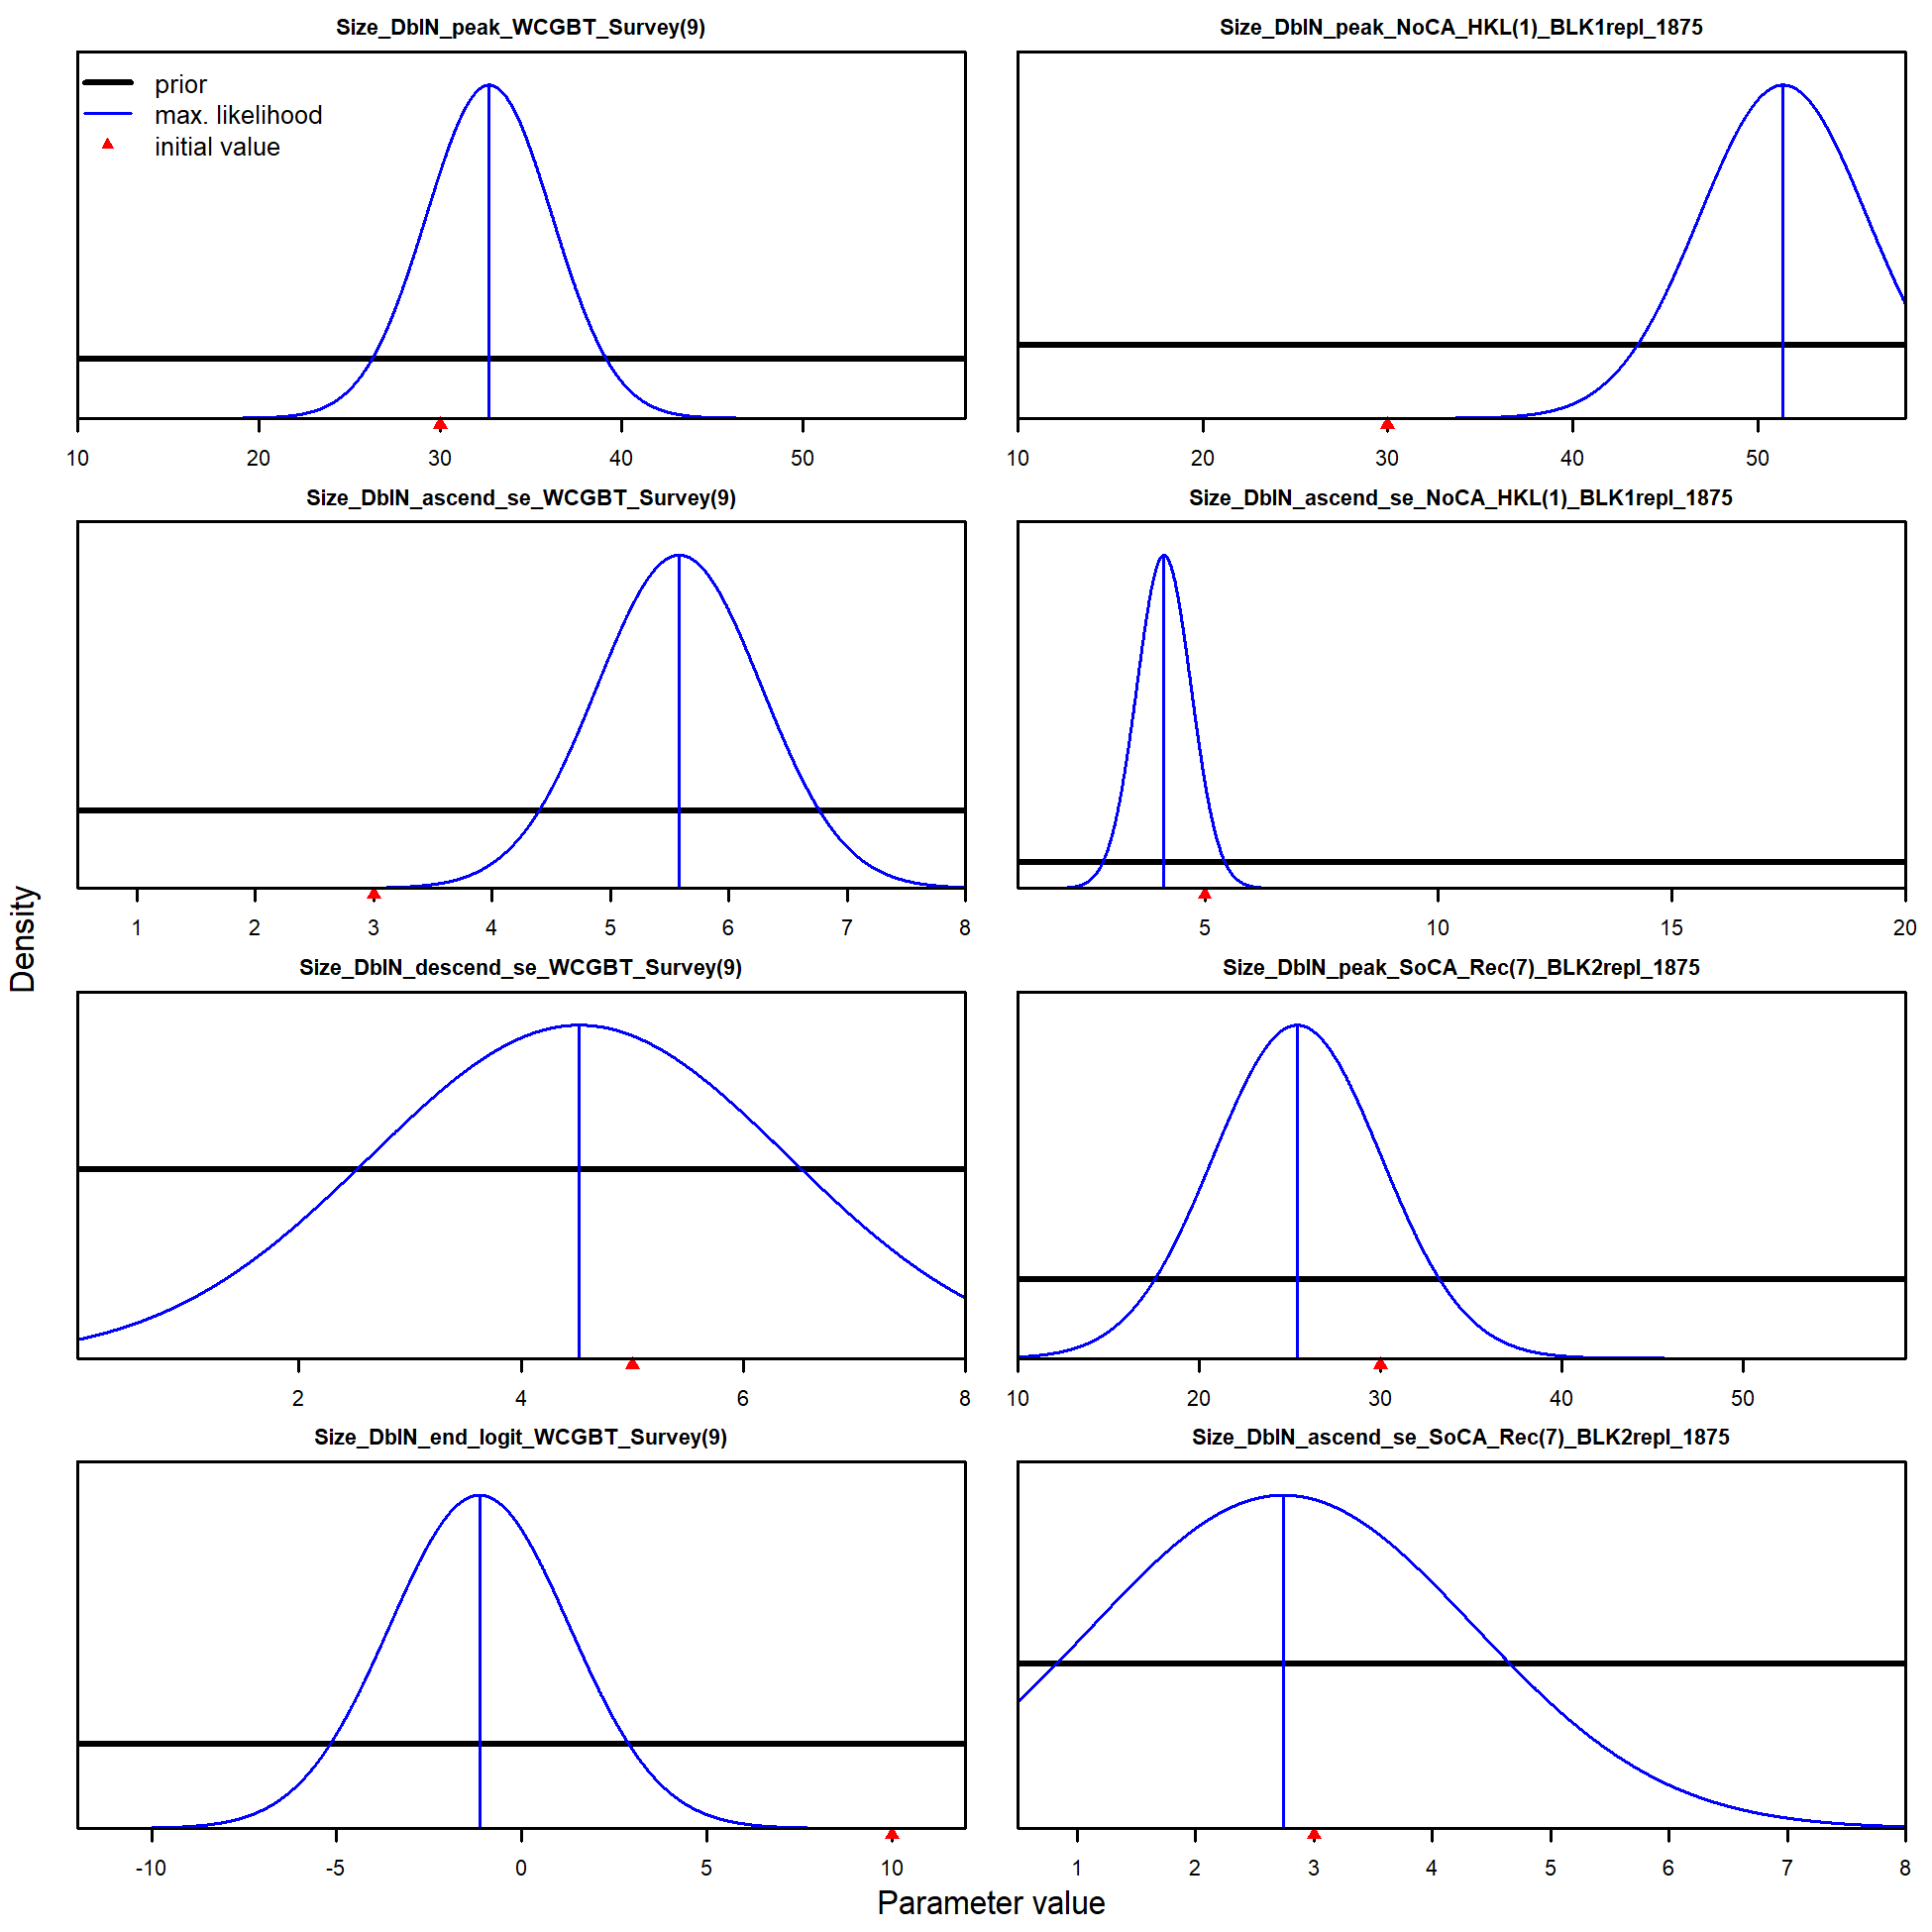 Size_DblN_peak_WCGBT_Survey(9)
prior
max. likelihood
initial value
10 20 30 40 50
Size_DblN_peak_NoCA_HKL(1)_BLK1repl_1875
10 20 30 40 50
Size_DblN_ascend_se_WCGBT_Survey(9)
1 2 3 4 5 6 7 8
Size_DblN_ascend_se_NoCA_HKL(1)_BLK1repl_1875
5 10 15 20
Size_DblN_descend_se_WCGBT_Survey(9)
2 4 6 8
Size_DblN_peak_SoCA_Rec(7)_BLK2repl_1875
10 20 30 40 50
Size_DblN_end_logit_WCGBT_Survey(9)
-10 -5 0 5 10
Size_DblN_ascend_se_SoCA_Rec(7)_BLK2repl_1875
1 2 3 4 5 6 7 8
Density
Parameter value